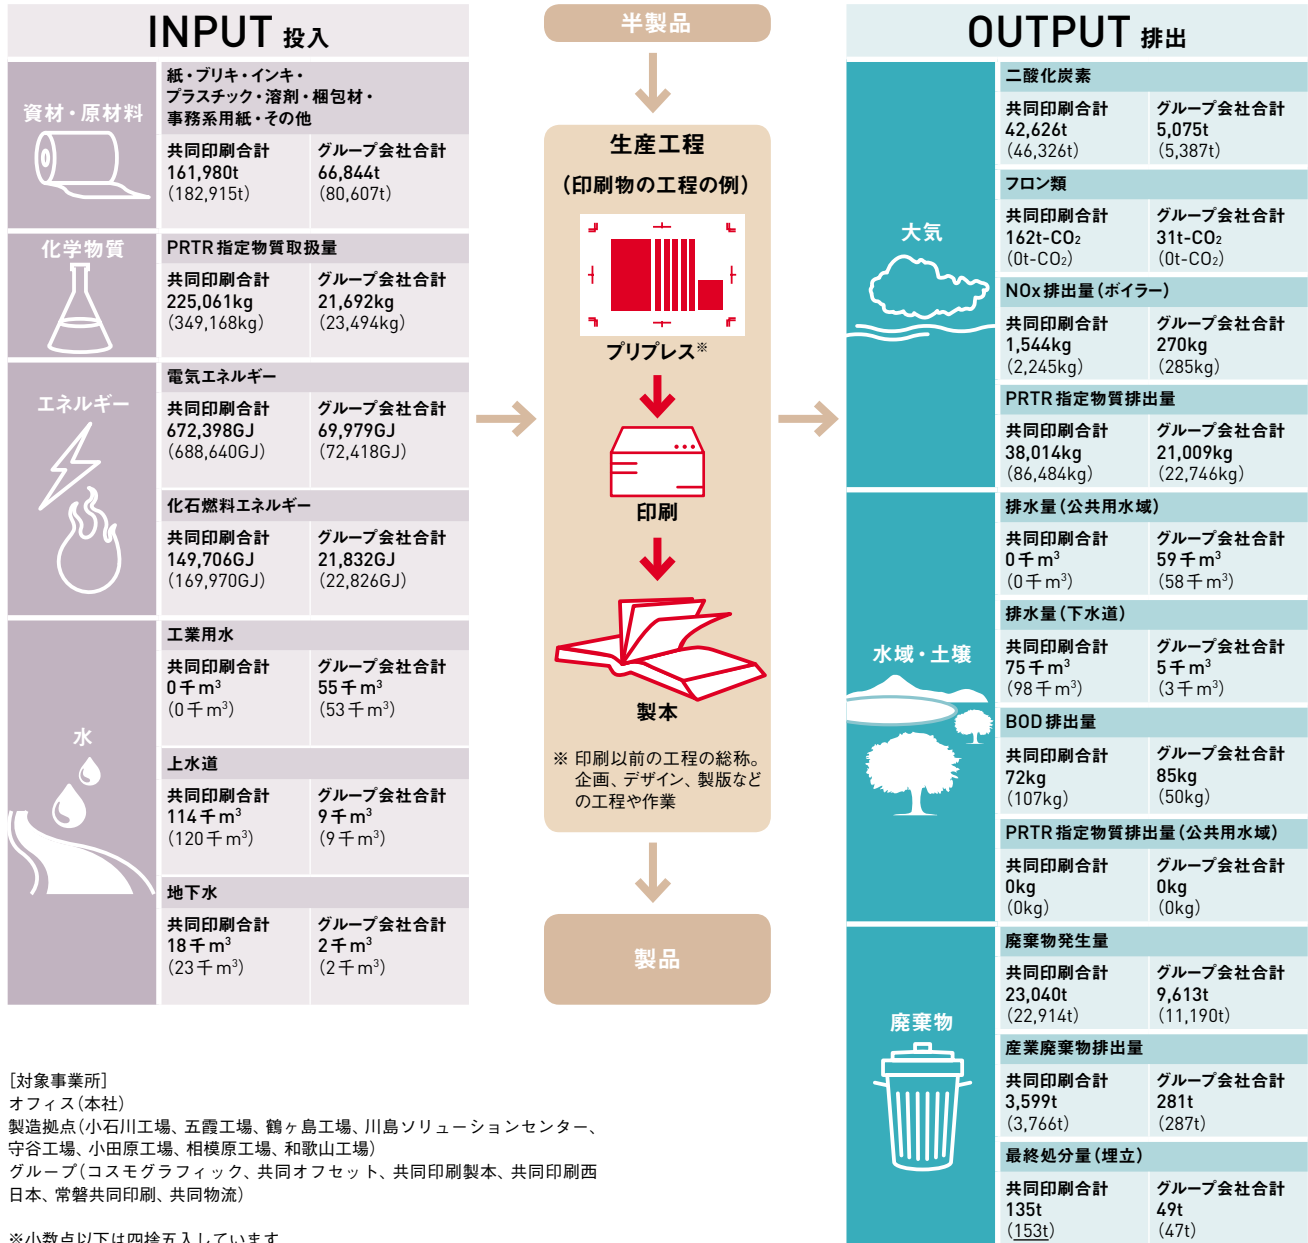 INPUT 投入
資材・原材料
紙・ブリキ・インキ・
プラスチック・溶剤・梱包材・
事務系用紙・その他
共同印刷合計
161,980t
(182,915t)
グループ会社合計
66,844t
(80,607t)
化学物質
PRTR指定物質取扱量
共同印刷合計
225,061kg
(349,168kg)
グループ会社合計
21,692kg
(23,494kg)
エネルギー
電気エネルギー
共同印刷合計
672,398GJ
(688,640GJ)
グループ会社合計
69,979GJ
(72,418GJ)
化石燃料エネルギー
共同印刷合計
149,706GJ
(169,970GJ)
グループ会社合計
21,832GJ
(22,826GJ)
水
工業用水
共同印刷合計
0千m³
(0千m³)
グループ会社合計
55千m³
(53千m³)
上水道
共同印刷合計
114千m³
(120千m³)
グループ会社合計
9千m³
(9千m³)
地下水
共同印刷合計
18千m³
(23千m³)
グループ会社合計
2千m³
(2千m³)
半製品
生産工程
(印刷物の工程の例)
プリプレス※
印刷
製本
※ 印刷以前の工程の総称。
企画、デザイン、製版など
の工程や作業
製品
OUTPUT 排出
大気
二酸化炭素
共同印刷合計
42,626t
(46,326t)
グループ会社合計
5,075t
(5,387t)
フロン類
共同印刷合計
162t-CO₂
(0t-CO₂)
グループ会社合計
31t-CO₂
(0t-CO₂)
NOx排出量(ボイラー)
共同印刷合計
1,544kg
(2,245kg)
グループ会社合計
270kg
(285kg)
PRTR指定物質排出量
共同印刷合計
38,014kg
(86,484kg)
グループ会社合計
21,009kg
(22,746kg)
水域・土壌
排水量(公共用水域)
共同印刷合計
0千m³
(0千m³)
グループ会社合計
59千m³
(58千m³)
排水量(下水道)
共同印刷合計
75千m³
(98千m³)
グループ会社合計
5千m³
(3千m³)
BOD排出量
共同印刷合計
72kg
(107kg)
グループ会社合計
85kg
(50kg)
PRTR指定物質排出量(公共用水域)
共同印刷合計
0kg
(0kg)
グループ会社合計
0kg
(0kg)
廃棄物
廃棄物発生量
共同印刷合計
23,040t
(22,914t)
グループ会社合計
9,613t
(11,190t)
産業廃棄物排出量
共同印刷合計
3,599t
(3,766t)
グループ会社合計
281t
(287t)
最終処分量(埋立)
共同印刷合計
135t
(153t)
グループ会社合計
49t
(47t)
[対象事業所]
オフィス(本社)
製造拠点(小石川工場、五霞工場、鶴ヶ島工場、川島ソリューションセンター、
守谷工場、小田原工場、相模原工場、和歌山工場)
グループ(コスモグラフィック、共同オフセット、共同印刷製本、共同印刷西
日本、常磐共同印刷、共同物流)
※小数点以下は四捨五入しています